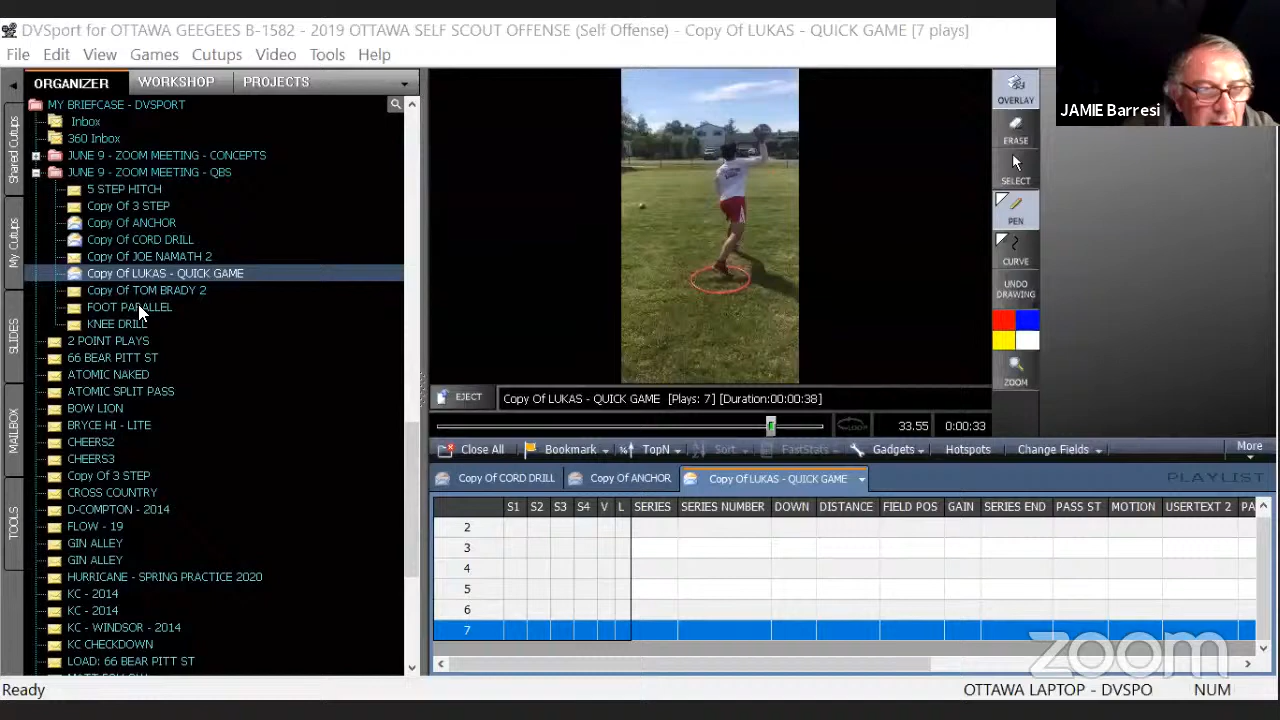 DVSport for OTTAWA GEEGEES B-1582 - 2019 OTTAWA SELF SCOUT OFFENSE (Self Offense) - Copy Of LUKAS - QUICK GAME [7 plays]
File Edit View Games Cutups Video Tools Help
ORGANIZER WORKSHOP PROJECTS
Shared Cutups
My Cutups
SLIDES
MAILBOX
TOOLS
MY BRIEFCASE - DVSPORT
Inbox
360 Inbox
JUNE 9 - ZOOM MEETING - CONCEPTS
JUNE 9 - ZOOM MEETING - QBS
5 STEP HITCH
Copy Of 3 STEP
Copy Of ANCHOR
Copy Of CORD DRILL
Copy Of JOE NAMATH 2
Copy Of LUKAS - QUICK GAME
Copy Of TOM BRADY 2
FOOT PARALLEL
KNEE DRILL
2 POINT PLAYS
66 BEAR PITT ST
ATOMIC NAKED
ATOMIC SPLIT PASS
BOW LION
BRYCE HI - LITE
CHEERS2
CHEERS3
Copy Of 3 STEP
CROSS COUNTRY
D-COMPTON - 2014
FLOW - 19
GIN ALLEY
GIN ALLEY
HURRICANE - SPRING PRACTICE 2020
KC - 2014
KC - 2014
KC - WINDSOR - 2014
KC CHECKDOWN
LOAD: 66 BEAR PITT ST
OVERLAY
ERASE
SELECT
PEN
CURVE
UNDO
DRAWING
ZOOM
JAMIE Barresi
EJECT Copy Of LUKAS - QUICK GAME [Plays: 7] [Duration:00:00:38]
LOOP 33.55 0:00:33
Close All Bookmark TopN Sort FastStats Gadgets Hotspots Change Fields More
Copy Of CORD DRILL Copy Of ANCHOR Copy Of LUKAS - QUICK GAME PLAYLIST
S1 S2 S3 S4 V L SERIES SERIES NUMBER DOWN DISTANCE FIELD POS GAIN SERIES END PASS ST MOTION USERTEXT 2 PA
2
3
4
5
6
7
zoom
Ready OTTAWA LAPTOP - DVSPO NUM